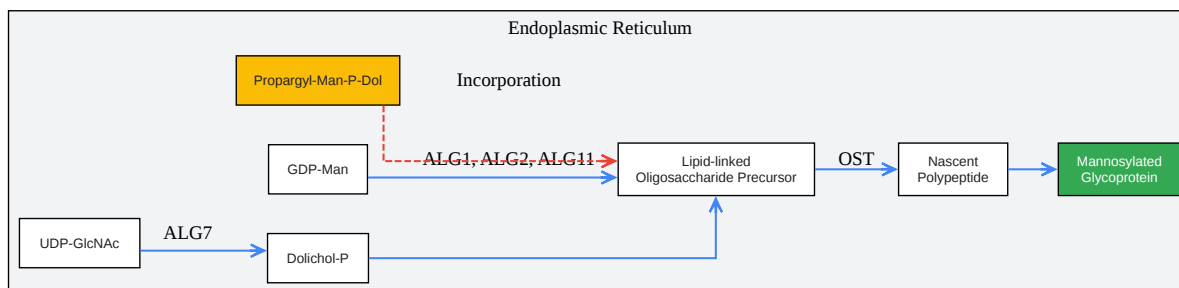 Endoplasmic Reticulum
Propargyl-Man-P-Dol
Incorporation
GDP-Man
ALG1, ALG2, ALG11
Lipid-linked
Oligosaccharide Precursor
OST
Nascent
Polypeptide
Mannosylated
Glycoprotein
UDP-GlcNAc
ALG7
Dolichol-P